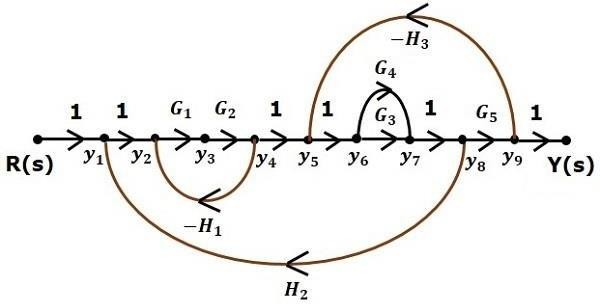 −H₃
G₄
1 1 G₁ G₂ 1 1 G₃ 1 G₅ 1
R(s) y₁ y₂ y₃ y₄ y₅ y₆ y₇ y₈ y₉ Y(s)
−H₁
H₂